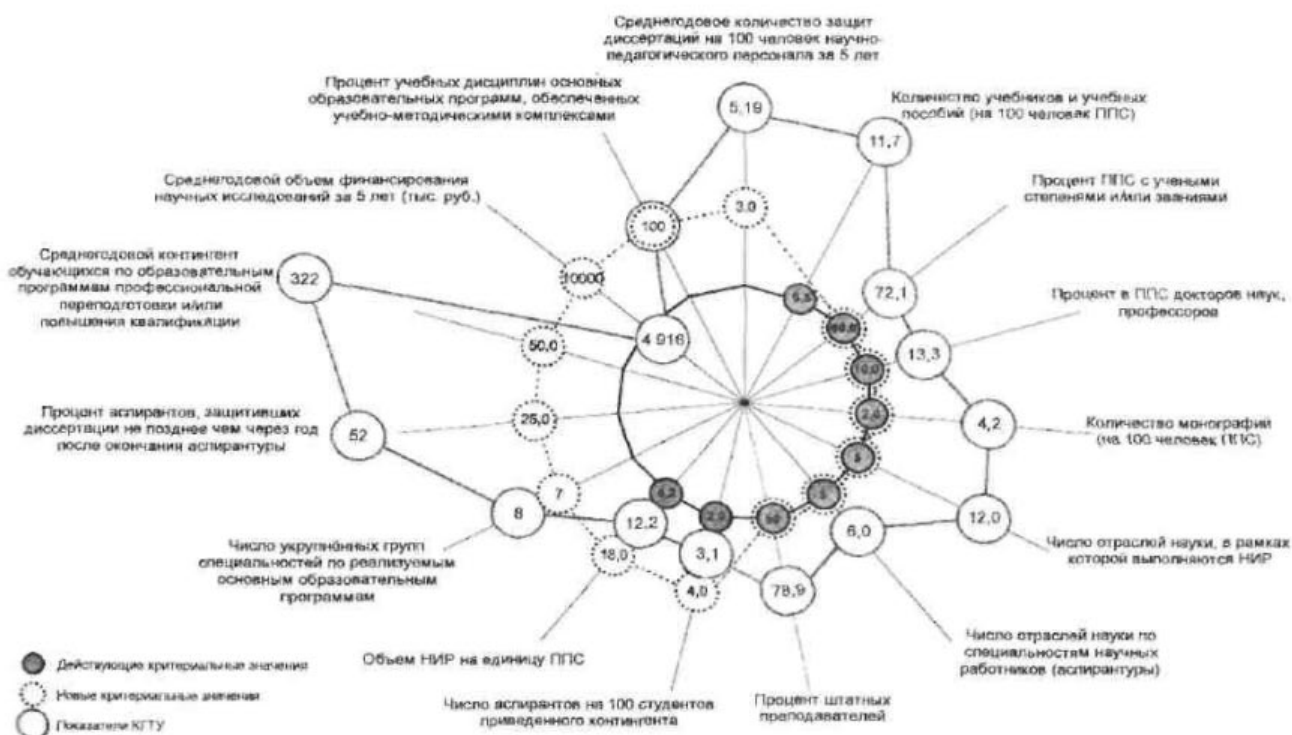 Среднегодовое количество защит
диссертаций на 100 человек научно-
педагогического персонала за 5 лет
Процент учебных дисциплин основных
образовательных программ, обеспеченных
учебно-методическими комплексами
5,19
Количество учебников и учебных
пособий (на 100 человек ППС)
11,7
Среднегодовой объем финансирования
научных исследований за 5 лет (тыс. руб.)
100
3,0
Процент ППС с учеными
степенями и/или званиями
Среднегодовой контингент
обучающихся по образовательным
программам профессиональной
переподготовки и/или
повышения квалификации
322
10000
72,1
Процент в ППС докторов наук,
профессоров
50,0
4 916
13,3
10,0
Процент аспирантов, защитивших
диссертации не позднее чем через год
после окончания аспирантуры
52
25,0
2,0
4,2
Количество монографий
(на 100 человек ППС)
5
7
8
12,2
5
6,0
12,0
Число отраслей науки, в рамках
которой выполняются НИР
Число укрупнённых групп
специальностей по реализуемым
основным образовательным
программам
18,0
3,1
50
4,0
78,9
Число отраслей науки по
специальностям научных
работников (аспирантуры)
Объем НИР на единицу ППС
Число аспирантов на 100 студентов
приведенного контингента
Процент штатных
преподавателей
Действующие критериальные значения
Новые критериальные значения
Показатели КГТУ